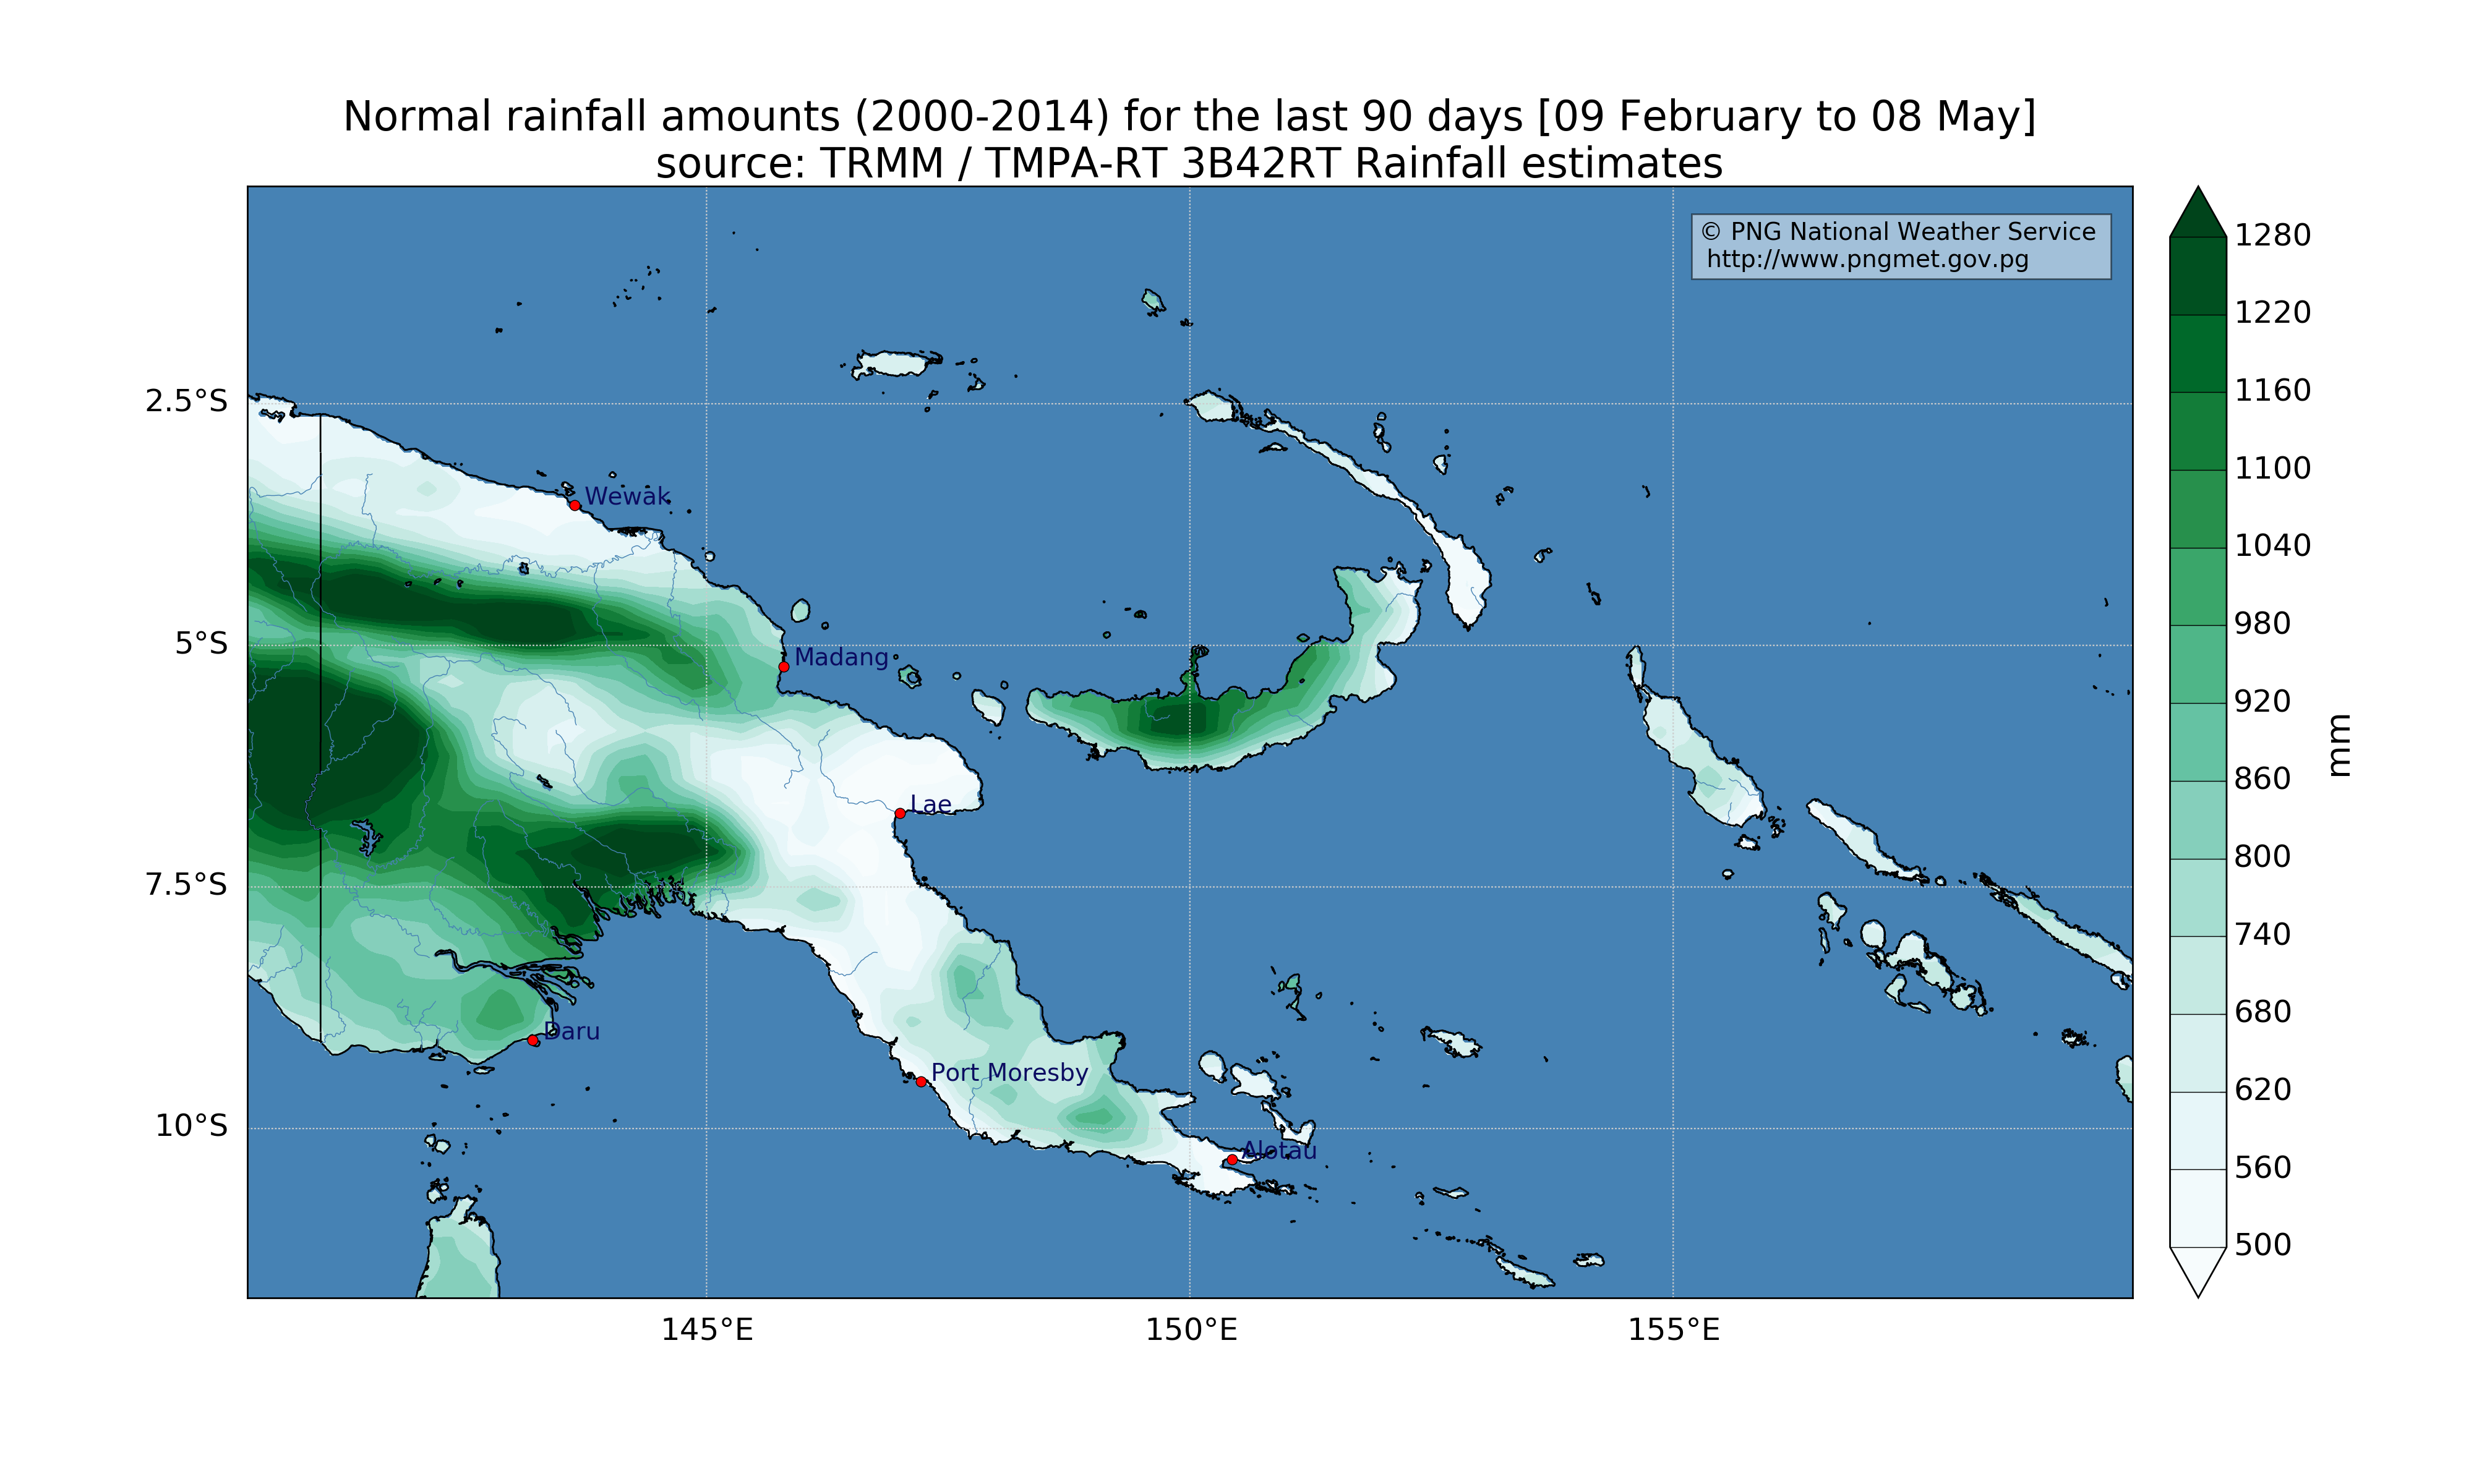 Normal rainfall amounts (2000-2014) for the last 90 days [09 February to 08 May]
source: TRMM / TMPA-RT 3B42RT Rainfall estimates
© PNG National Weather Service
http://www.pngmet.gov.pg
1280
1220
1160
1100
1040
980
920
860
800
740
680
620
560
500
mm
2.5°S
5°S
7.5°S
10°S
Wewak
Madang
Lae
Daru
Port Moresby
Alotau
145°E
150°E
155°E